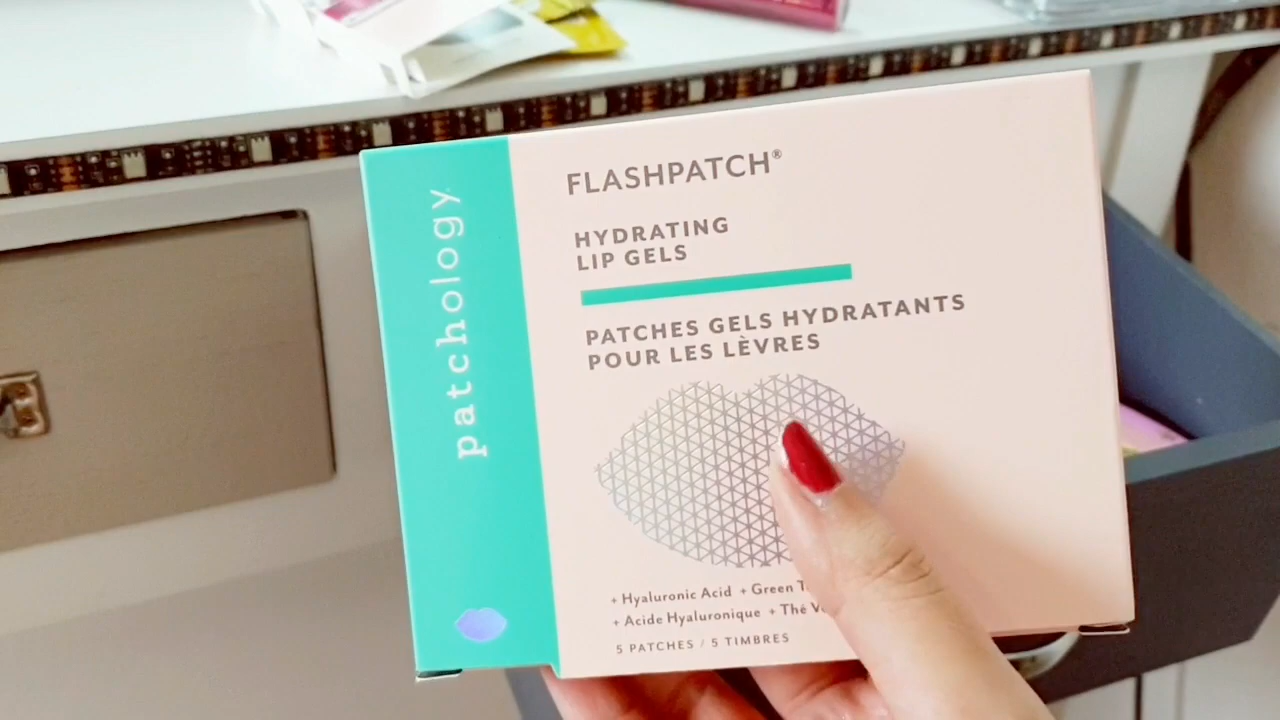 patchology
FLASHPATCH®
HYDRATING
LIP GELS
PATCHES GELS HYDRATANTS
POUR LES LÈVRES
+ Hyaluronic Acid + Green
+ Acide Hyaluronique + Thé
5 PATCHES / 5 TIMBRES